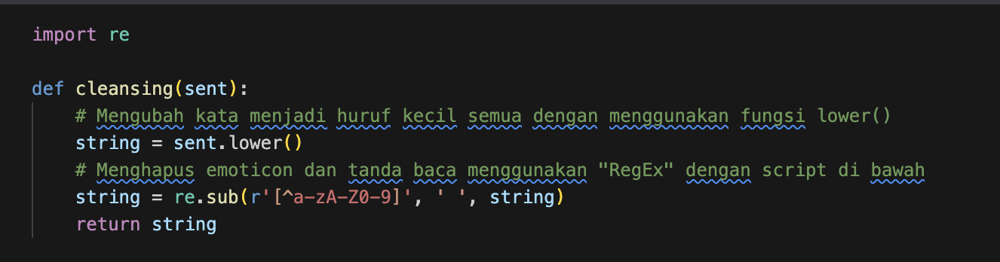 import re
def cleansing(sent):
# Mengubah kata menjadi huruf kecil semua dengan menggunakan fungsi lower()
string = sent.lower()
# Menghapus emoticon dan tanda baca menggunakan "RegEx" dengan script di bawah
string = re.sub(r'[^a-zA-Z0-9]', ' ', string)
return string